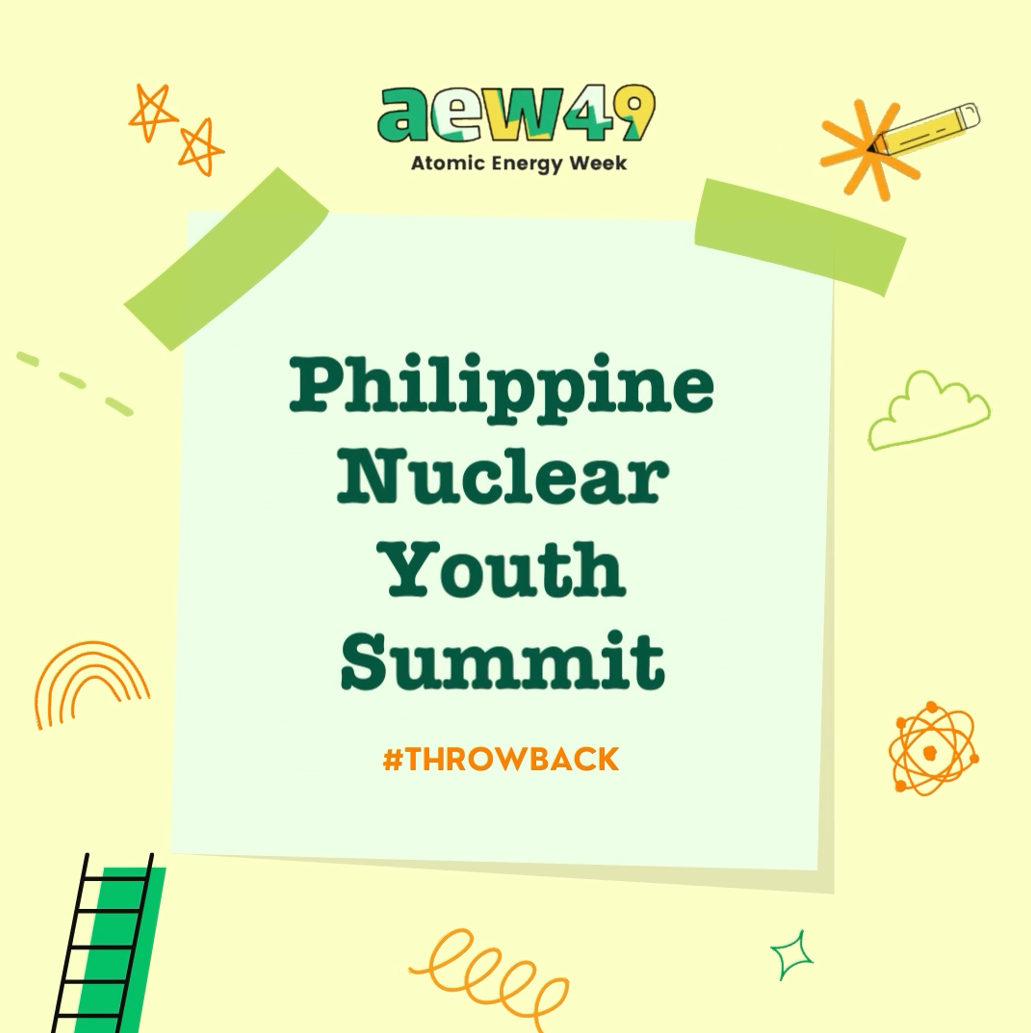 aew49
Atomic Energy Week
Philippine
Nuclear
Youth
Summit
#THROWBACK